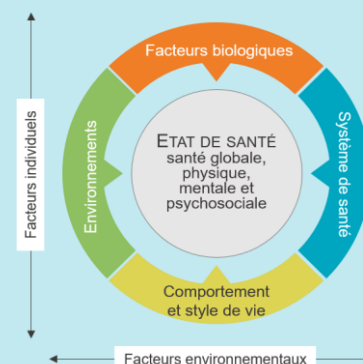 Facteurs biologiques
Facteurs individuels
Environnements
ETAT DE SANTÉ
santé globale,
physique,
mentale et
psychosociale
Système de santé
Comportement
et style de vie
Facteurs environnementaux